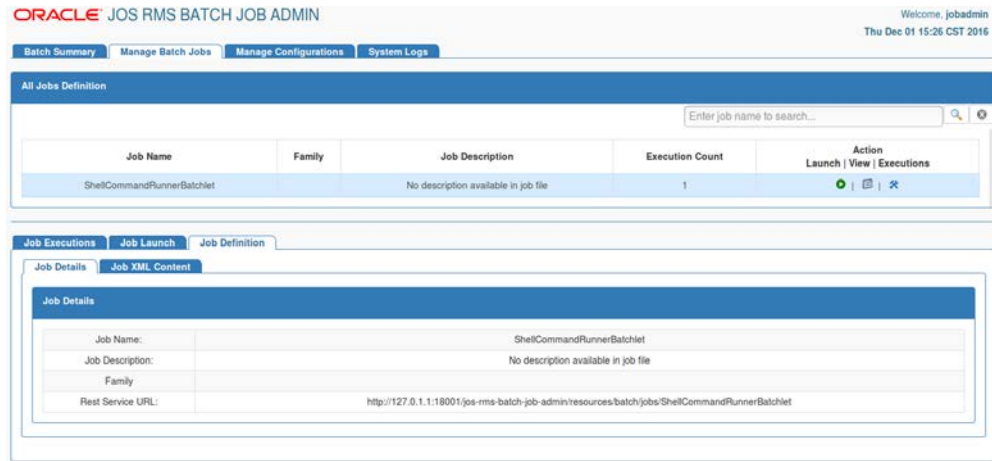 ORACLE JOS RMS BATCH JOB ADMIN
Welcome, jobadmin
Thu Dec 01 15:26 CST 2016
Batch Summary Manage Batch Jobs Manage Configurations System Logs
All Jobs Definition
Enter job name to search...
Job Name Family Job Description Execution Count Action
Launch | View | Executions
ShellCommandRunnerBatchlet No description available in job file 1 | |
Job Executions Job Launch Job Definition
Job Details Job XML Content
Job Details
Job Name: ShellCommandRunnerBatchlet
Job Description: No description available in job file
Family
Rest Service URL: http://127.0.1.1:18001/jos-rms-batch-job-admin/resources/batch/jobs/ShellCommandRunnerBatchlet